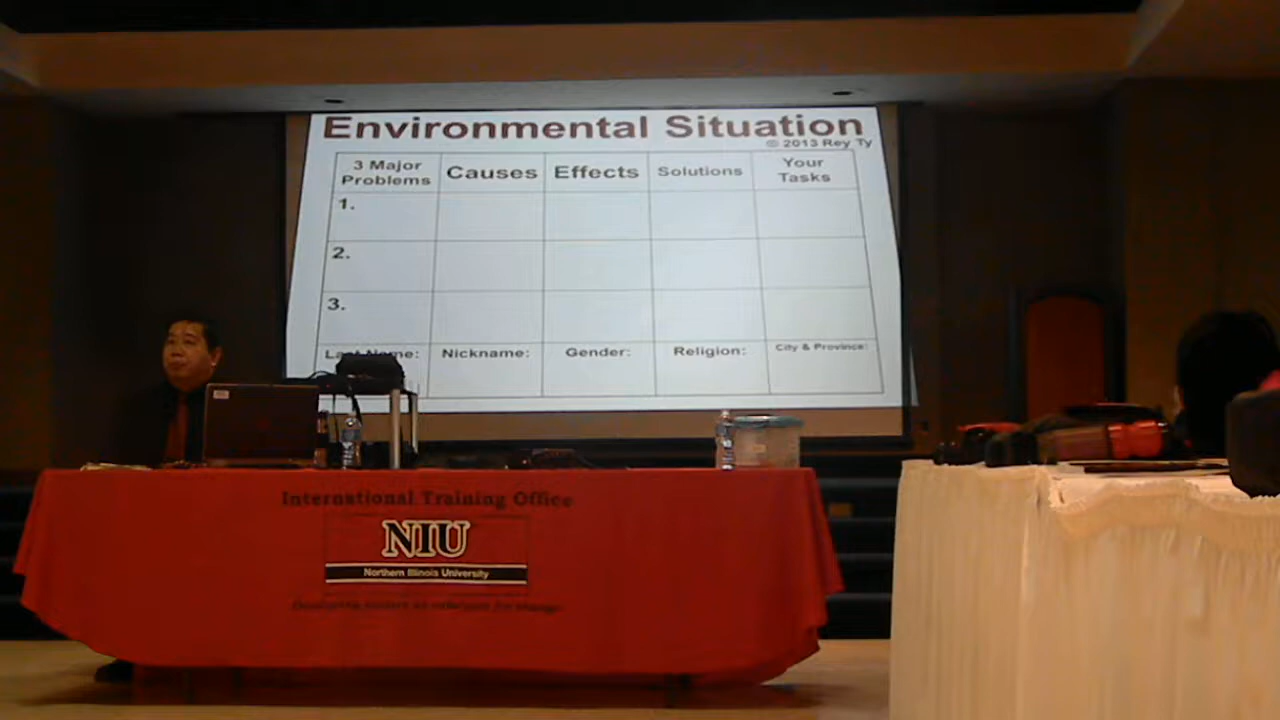 Environmental Situation
© 2013 Rey Ty
3 Major
Problems
Causes
Effects
Solutions
Your
Tasks
1.
2.
3.
Last Name:
Nickname:
Gender:
Religion:
City & Province:
International Training Office
NIU
Northern Illinois University